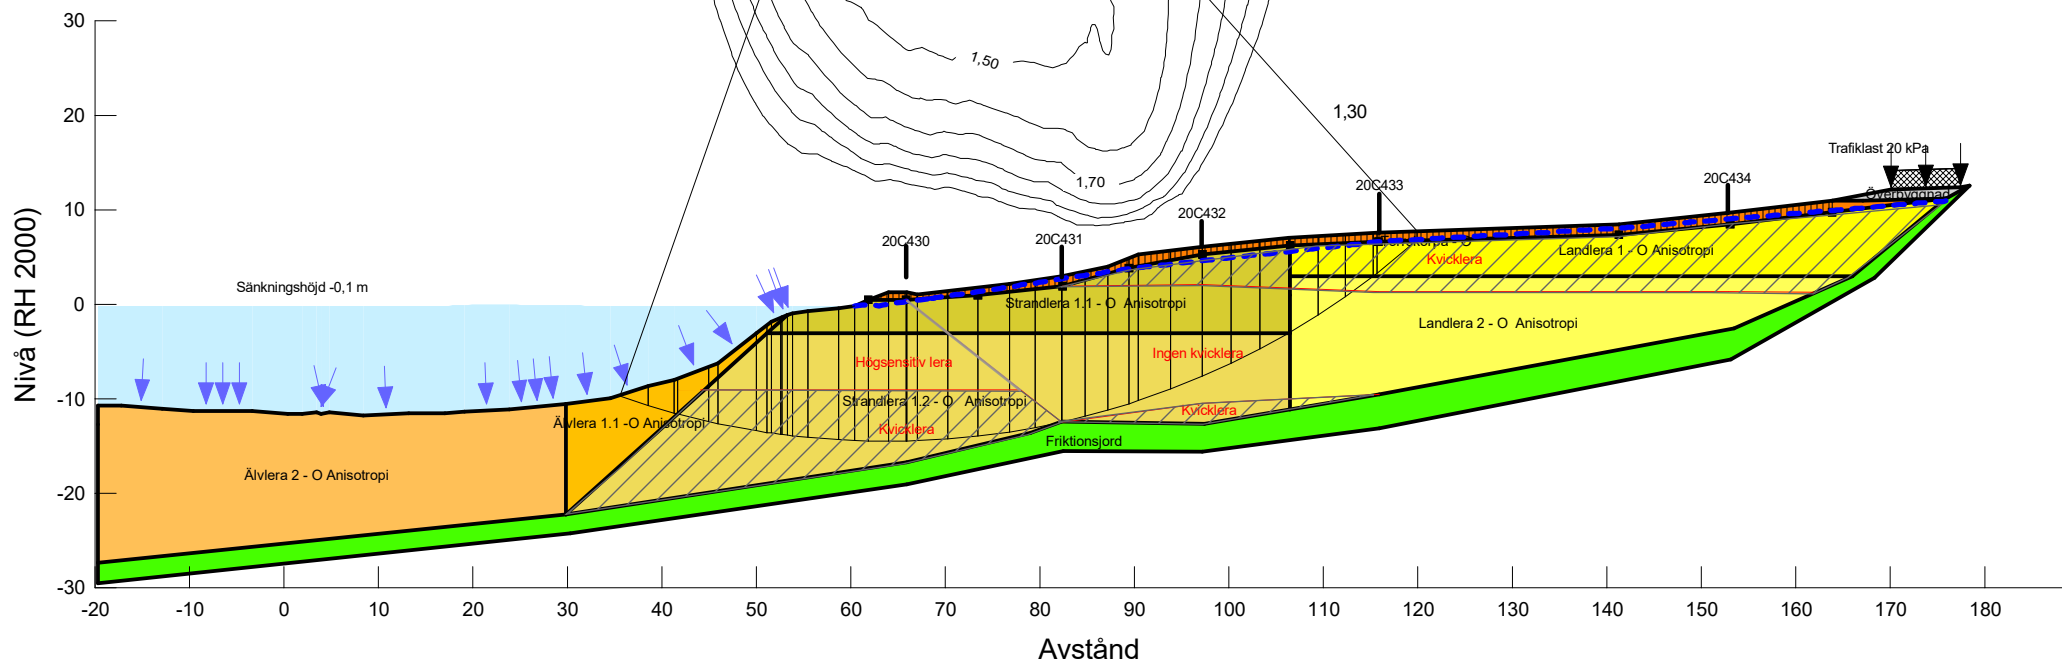 30
20
10
0
-10
-20
-30
Nivå (RH 2000)
1,50
1,70
1,30
Trafiklast 20 kPa
Överbyggnad
20C430
20C431
20C432
20C433
20C434
Sänkningshöjd -0,1 m
Kvicklera
Landlera 1 - O Anisotropi
Strandlera 1.1 - O Anisotropi
Landlera 2 - O Anisotropi
Högsensitiv lera
Ingen kvicklera
Strandlera 1.2 - O Anisotropi
Kvicklera
Kvicklera
Älvlera 1.1 -O Anisotropi
Friktionsjord
Älvlera 2 - O Anisotropi
-20 -10 0 10 20 30 40 50 60 70 80 90 100 110 120 130 140 150 160 170 180
Avstånd